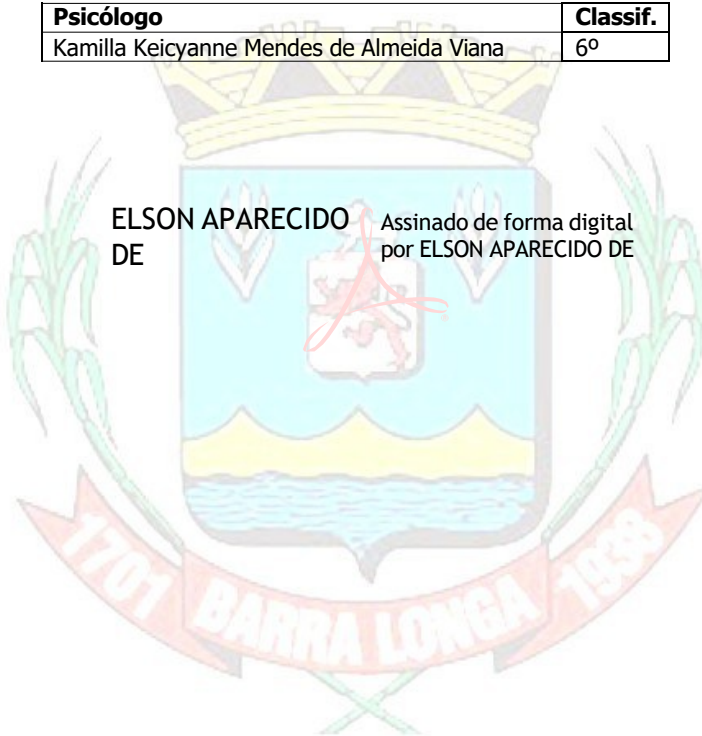 Psicólogo Classif.
Kamilla Keicyanne Mendes de Almeida Viana 6º
ELSON APARECIDO
DE
Assinado de forma digital
por ELSON APARECIDO DE
1701 BARRA LONGA 1938